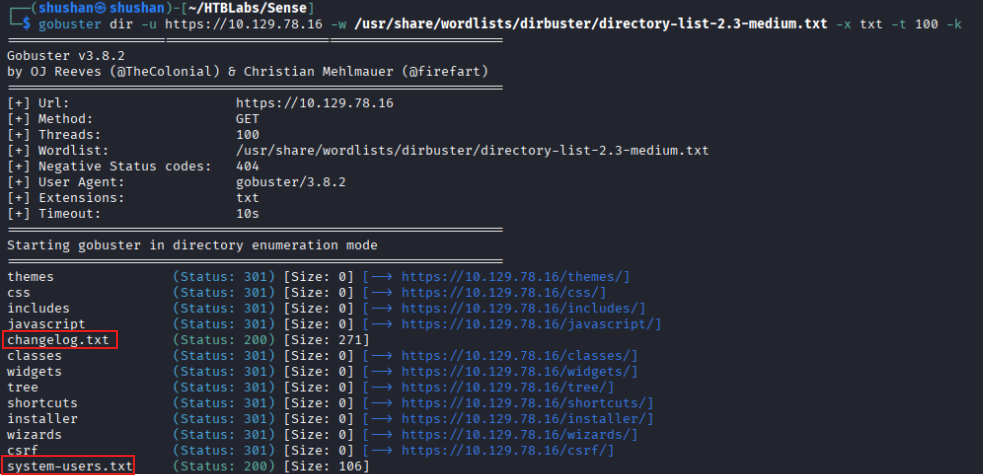 ┌──(shushan㉿shushan)-[~/HTBLabs/Sense]
└─$ gobuster dir -u https://10.129.78.16 -w /usr/share/wordlists/dirbuster/directory-list-2.3-medium.txt -x txt -t 100 -k
===============================================================
Gobuster v3.8.2
by OJ Reeves (@TheColonial) & Christian Mehlmauer (@firefart)
===============================================================
[+] Url: https://10.129.78.16
[+] Method: GET
[+] Threads: 100
[+] Wordlist: /usr/share/wordlists/dirbuster/directory-list-2.3-medium.txt
[+] Negative Status codes: 404
[+] User Agent: gobuster/3.8.2
[+] Extensions: txt
[+] Timeout: 10s
===============================================================
Starting gobuster in directory enumeration mode
===============================================================
themes (Status: 301) [Size: 0] [--> https://10.129.78.16/themes/]
css (Status: 301) [Size: 0] [--> https://10.129.78.16/css/]
includes (Status: 301) [Size: 0] [--> https://10.129.78.16/includes/]
javascript (Status: 301) [Size: 0] [--> https://10.129.78.16/javascript/]
changelog.txt (Status: 200) [Size: 271]
classes (Status: 301) [Size: 0] [--> https://10.129.78.16/classes/]
widgets (Status: 301) [Size: 0] [--> https://10.129.78.16/widgets/]
tree (Status: 301) [Size: 0] [--> https://10.129.78.16/tree/]
shortcuts (Status: 301) [Size: 0] [--> https://10.129.78.16/shortcuts/]
installer (Status: 301) [Size: 0] [--> https://10.129.78.16/installer/]
wizards (Status: 301) [Size: 0] [--> https://10.129.78.16/wizards/]
csrf (Status: 301) [Size: 0] [--> https://10.129.78.16/csrf/]
system-users.txt (Status: 200) [Size: 106]